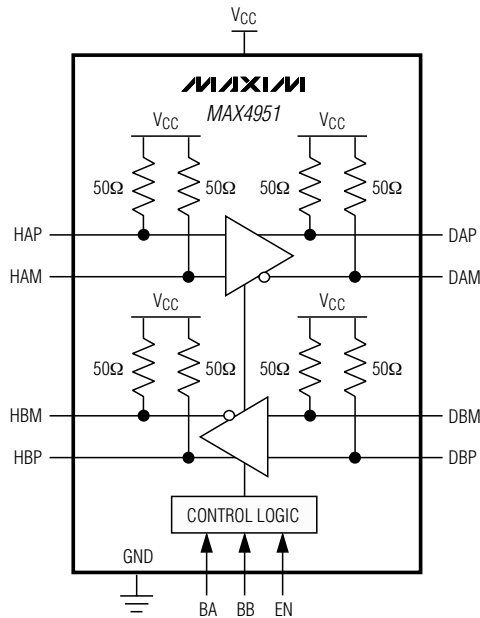 VCC
MAXIM
MAX4951
VCC VCC
50Ω 50Ω 50Ω 50Ω
HAP DAP
HAM DAM
VCC VCC
50Ω 50Ω 50Ω 50Ω
HBM DBM
HBP DBP
CONTROL LOGIC
GND
BA BB EN